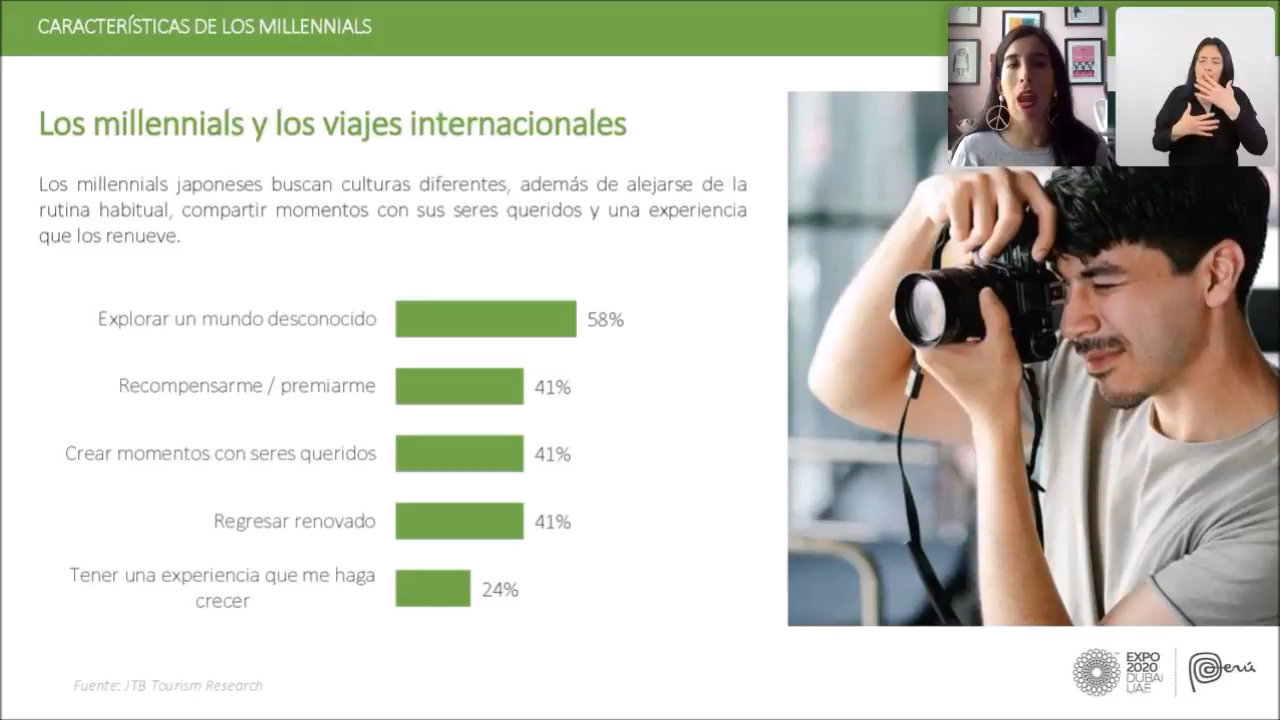 CARACTERÍSTICAS DE LOS MILLENNIALS
Los millennials y los viajes internacionales
Los millennials japoneses buscan culturas diferentes, además de alejarse de la
rutina habitual, compartir momentos con sus seres queridos y una experiencia
que los renueve.
Explorar un mundo desconocido 58%
Recompensarme / premiarme 41%
Crear momentos con seres queridos 41%
Regresar renovado 41%
Tener una experiencia que me haga
crecer 24%
Fuente: JTB Tourism Research
EXPO
2020
DUBAI
UAE
Perú